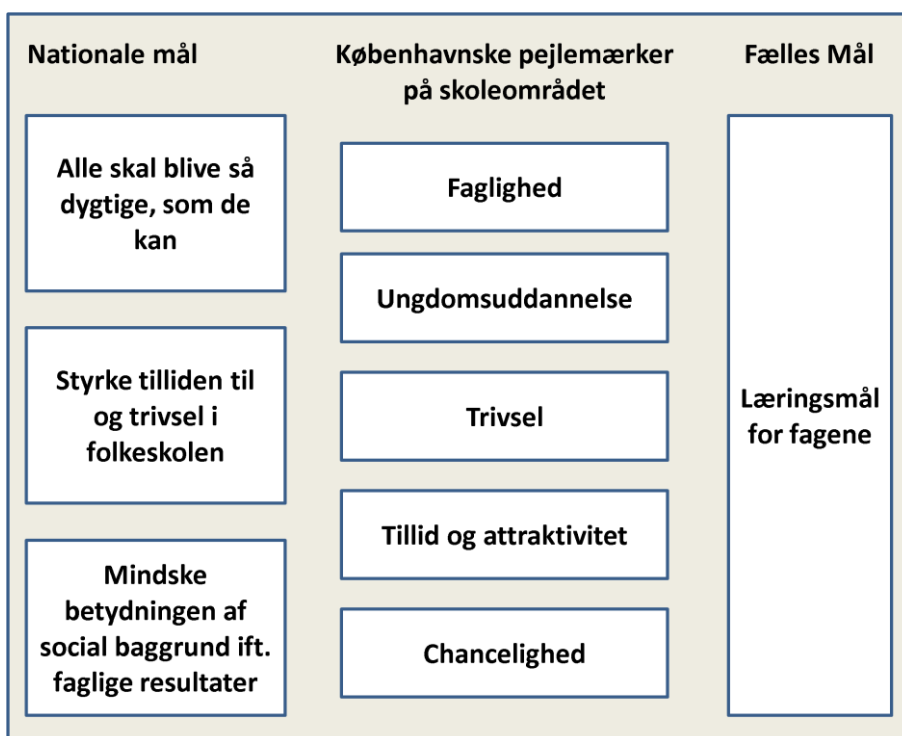 Nationale mål
Alle skal blive så
dygtige, som de
kan
Styrke tilliden til
og trivsel i
folkeskolen
Mindske
betydningen af
social baggrund ift.
faglige resultater
Københavnske pejlemærker
på skoleområdet
Faglighed
Ungdomsuddannelse
Trivsel
Tillid og attraktivitet
Chancelighed
Fælles Mål
Læringsmål
for fagene